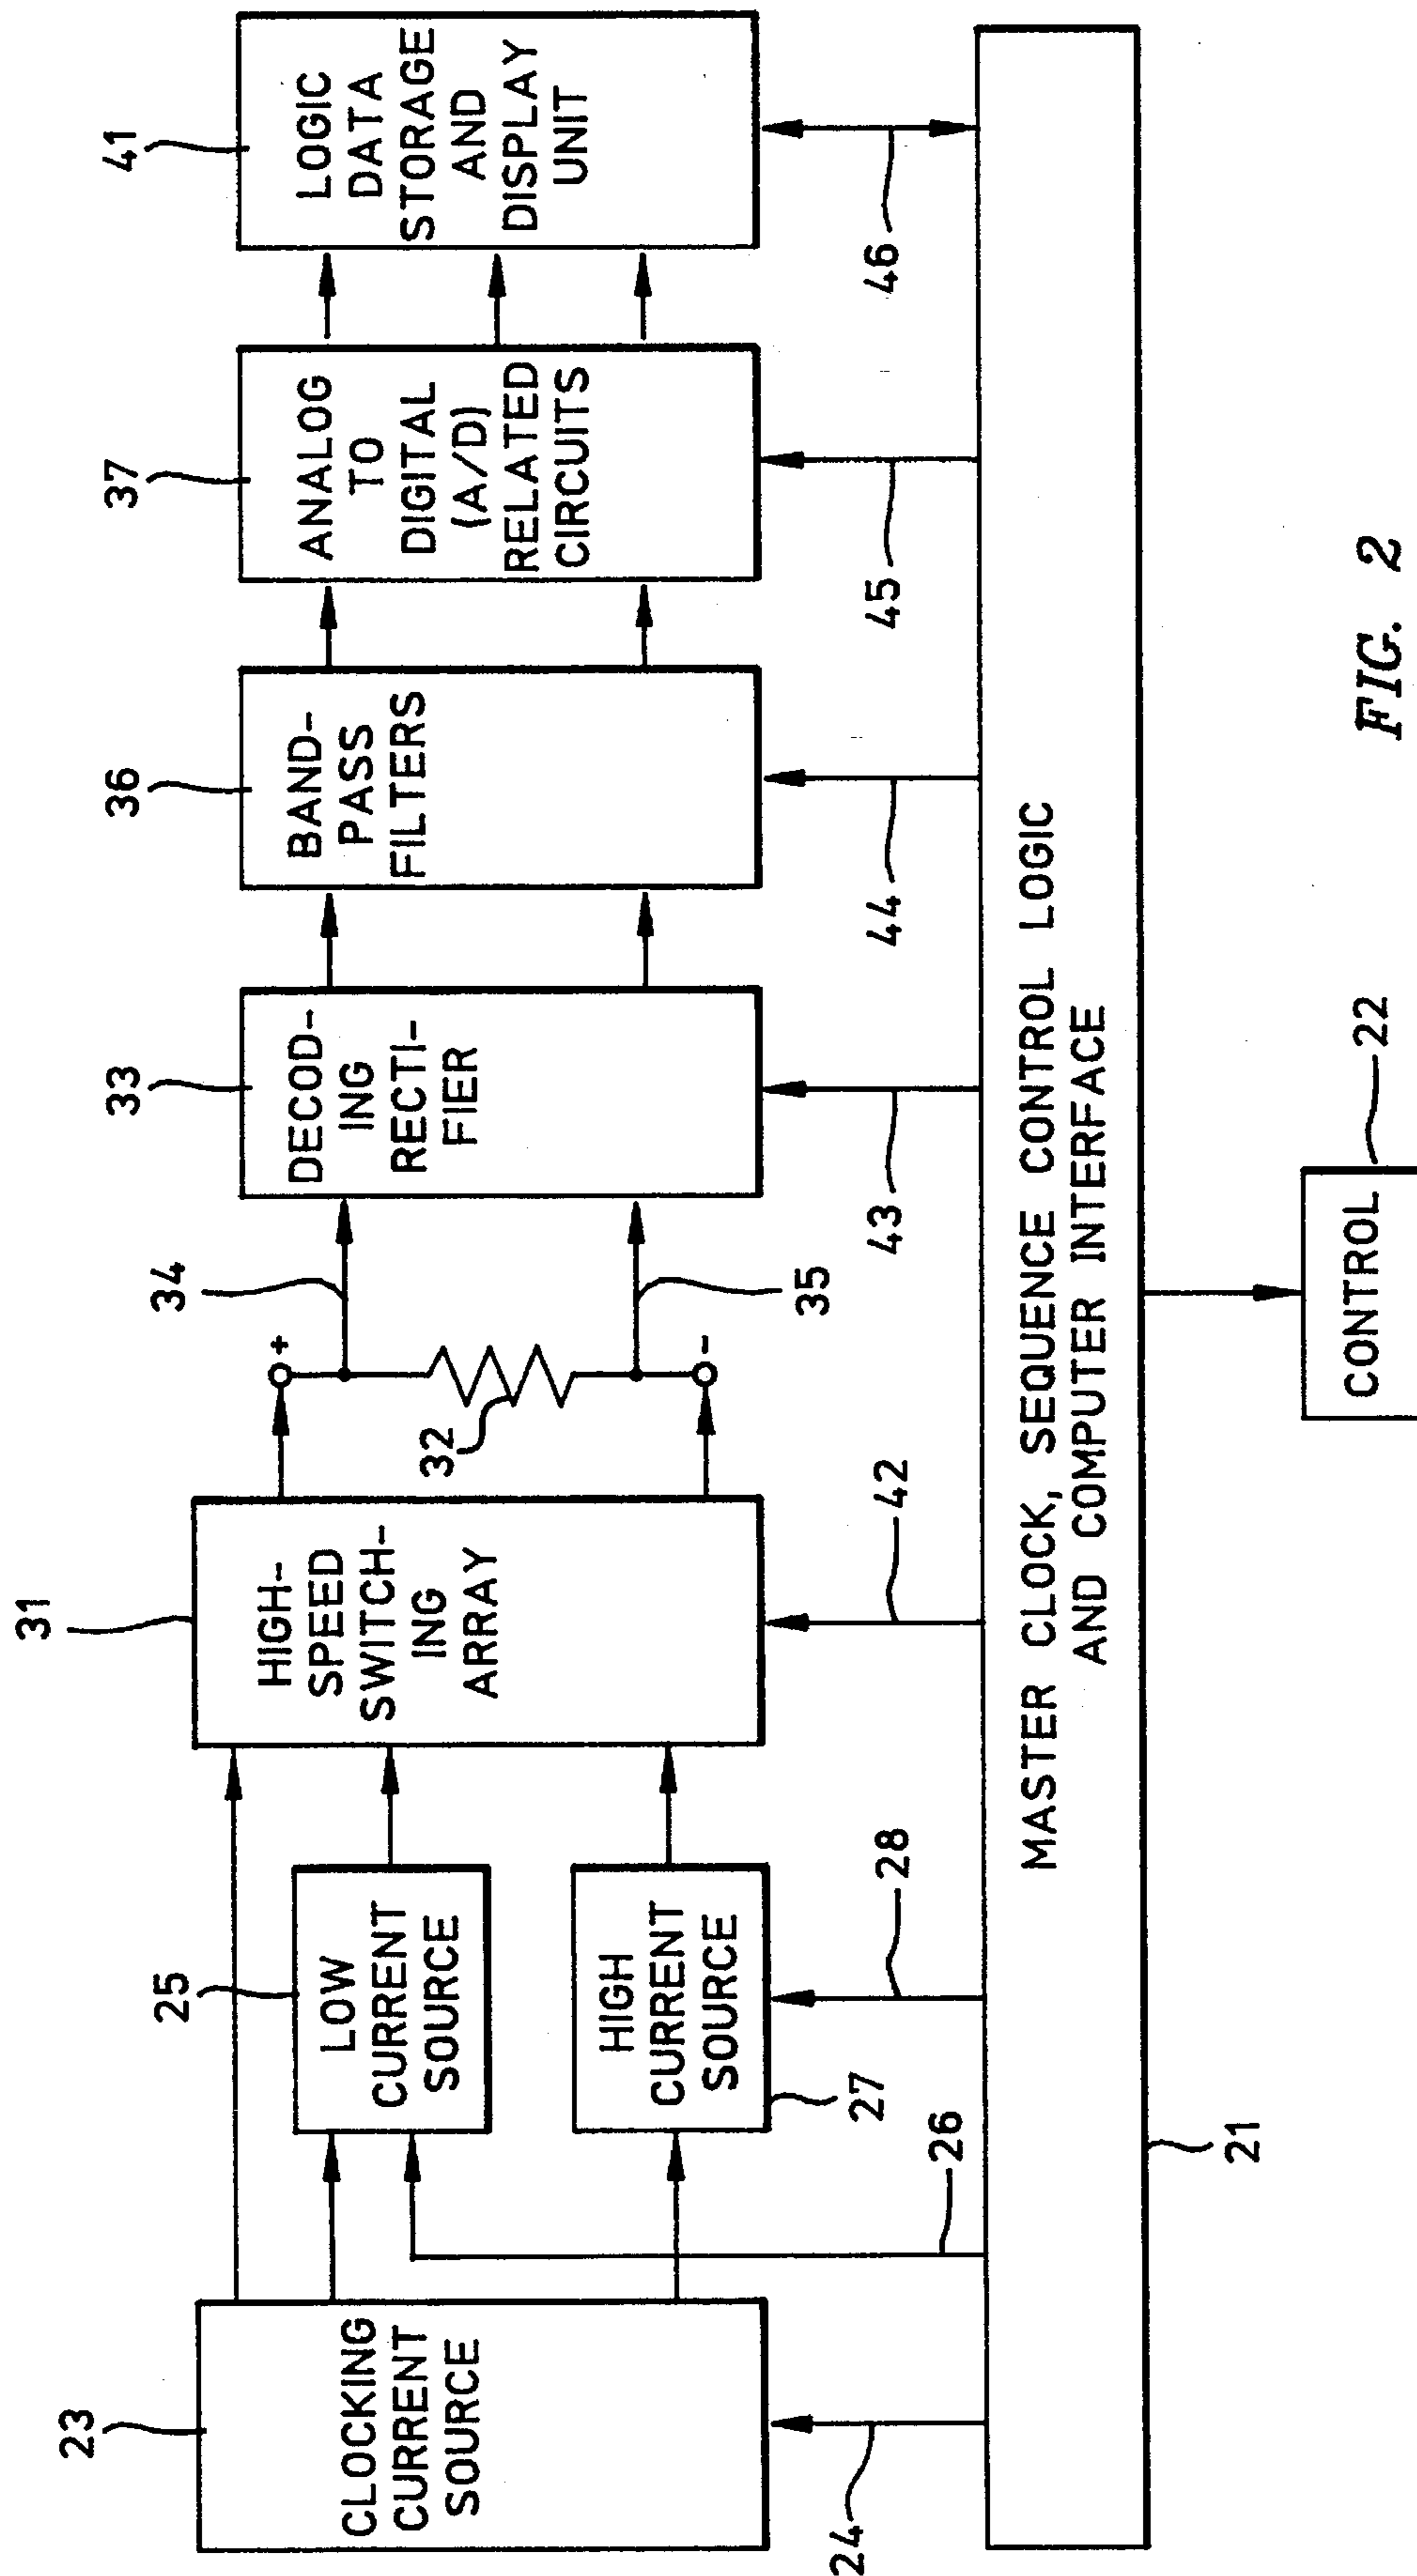 41
LOGIC
DATA
STORAGE
AND
DISPLAY
UNIT
37
ANALOG
TO
DIGITAL
(A/D)
RELATED
CIRCUITS
36
BAND-
PASS
FILTERS
33
DECOD-
ING
RECTI-
FIER
34
35
+
-
32
31
HIGH-
SPEED
SWITCH-
ING
ARRAY
25
LOW
CURRENT
SOURCE
27
HIGH
CURRENT
SOURCE
23
CLOCKING
CURRENT
SOURCE
24
26
28
42
43
44
45
46
MASTER CLOCK, SEQUENCE CONTROL LOGIC
AND COMPUTER INTERFACE
21
CONTROL
22
FIG. 2